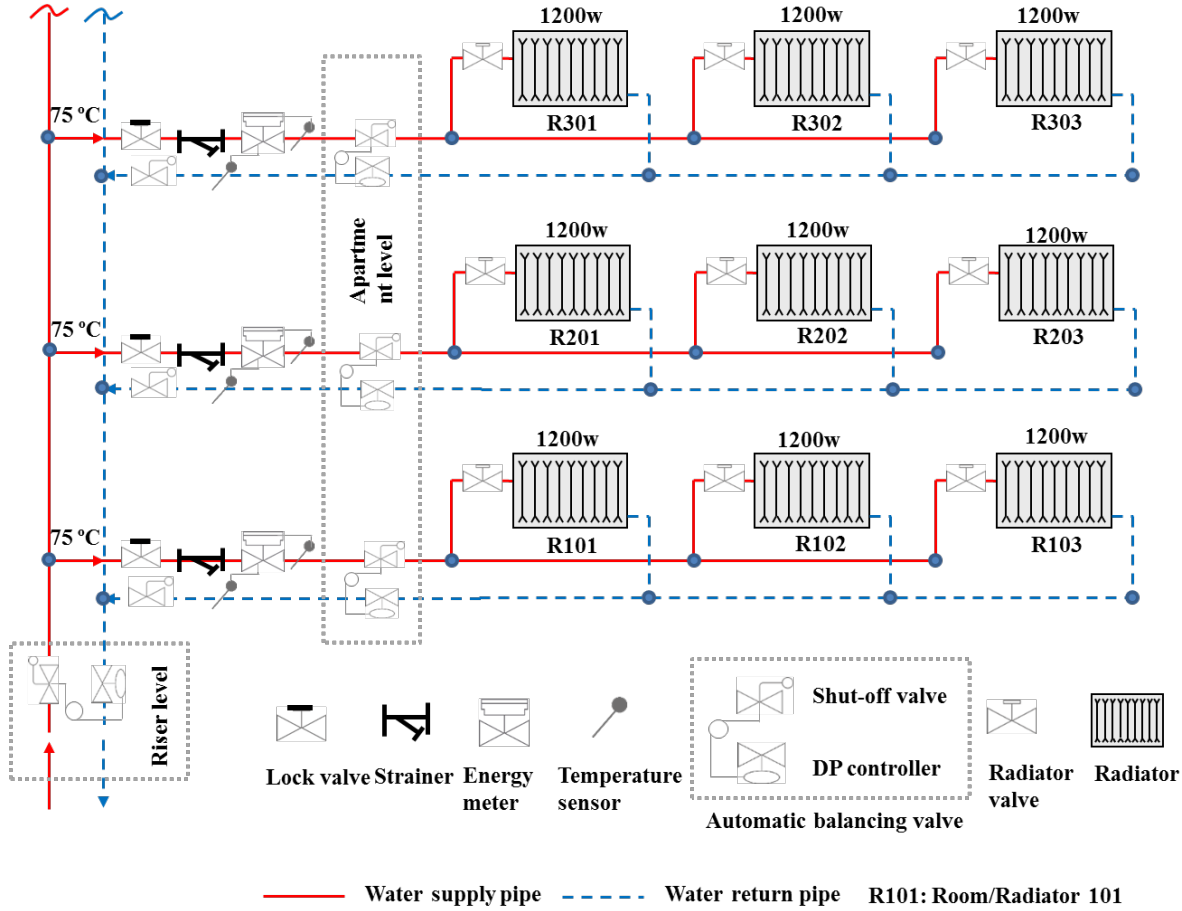 1200w
1200w
1200w
75 ºC
R301
R302
R303
1200w
1200w
1200w
Apartme
nt level
75 ºC
R201
R202
R203
1200w
1200w
1200w
75 ºC
R101
R102
R103
Riser level
Shut-off valve
DP controller
Lock valve
Strainer
Energy
meter
Temperature
sensor
Radiator
valve
Radiator
Automatic balancing valve
Water supply pipe
Water return pipe
R101: Room/Radiator 101